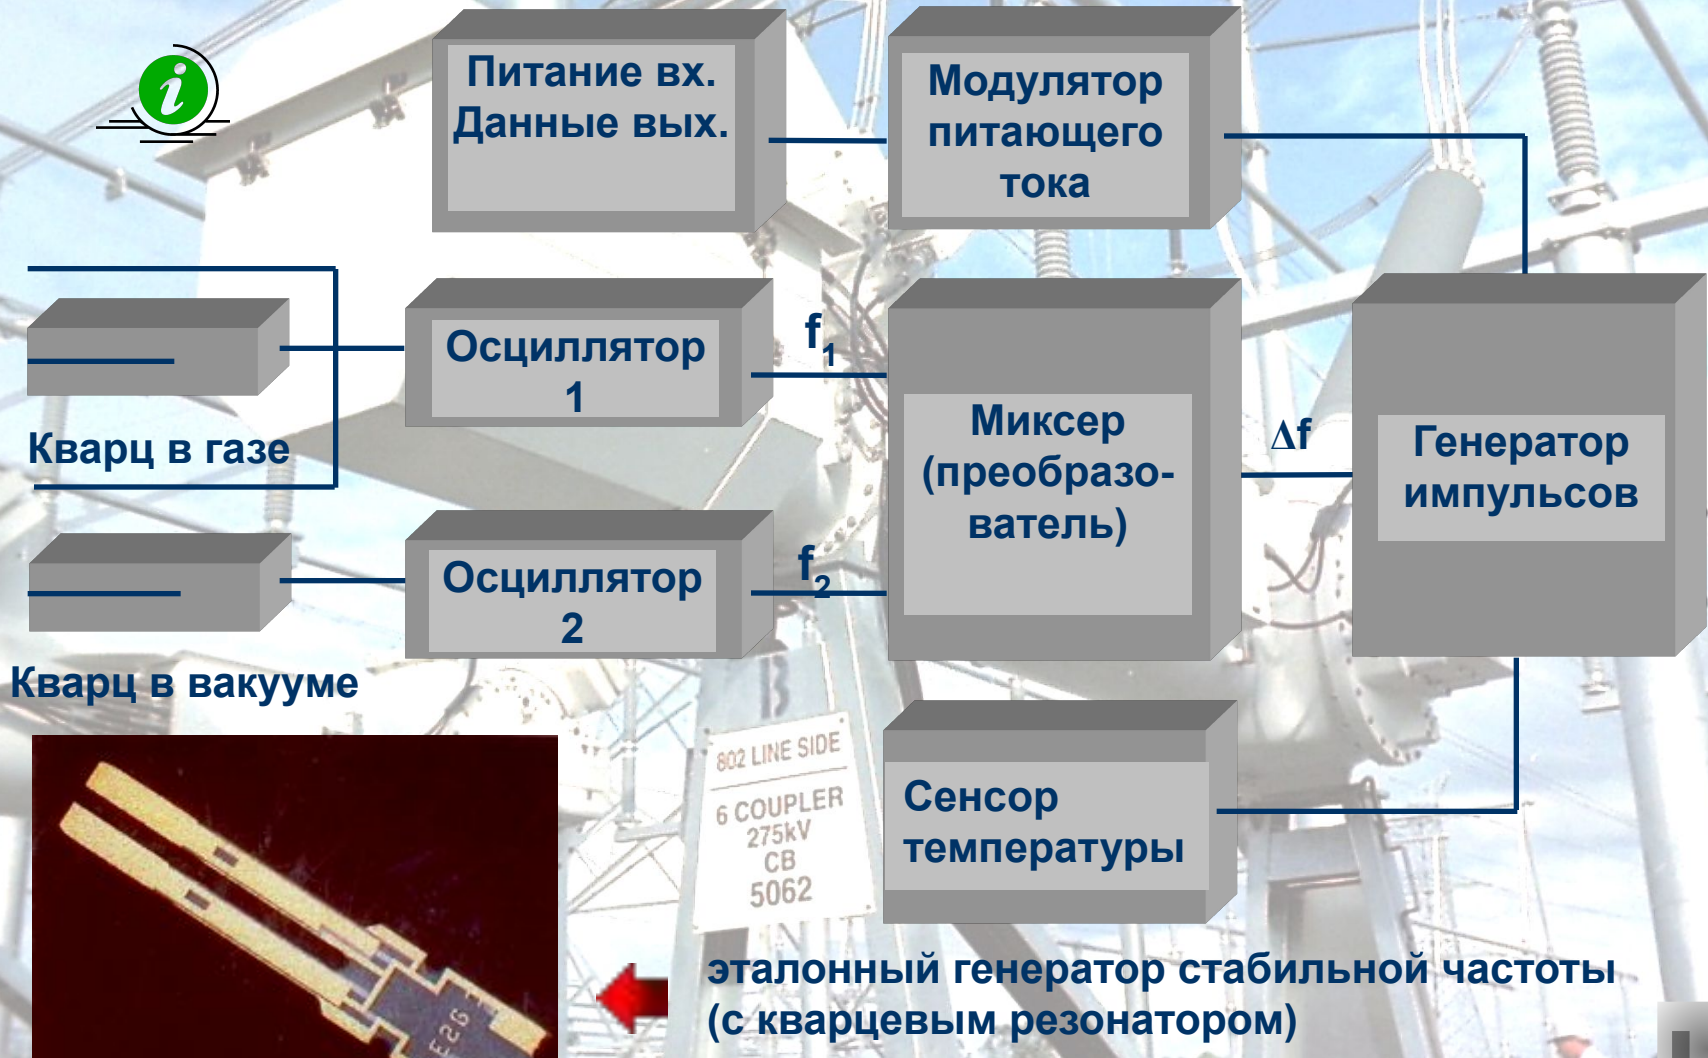 i
Питание вх.
Данные вых.
Модулятор
питающего
тока
Осциллятор
1
f₁
Кварц в газе
Миксер
(преобразо-
ватель)
Δf
Генератор
импульсов
Осциллятор
2
f₂
Кварц в вакууме
802 LINE SIDE
6 COUPLER
275kV
CB
5062
Сенсор
температуры
эталонный генератор стабильной частоты
(с кварцевым резонатором)